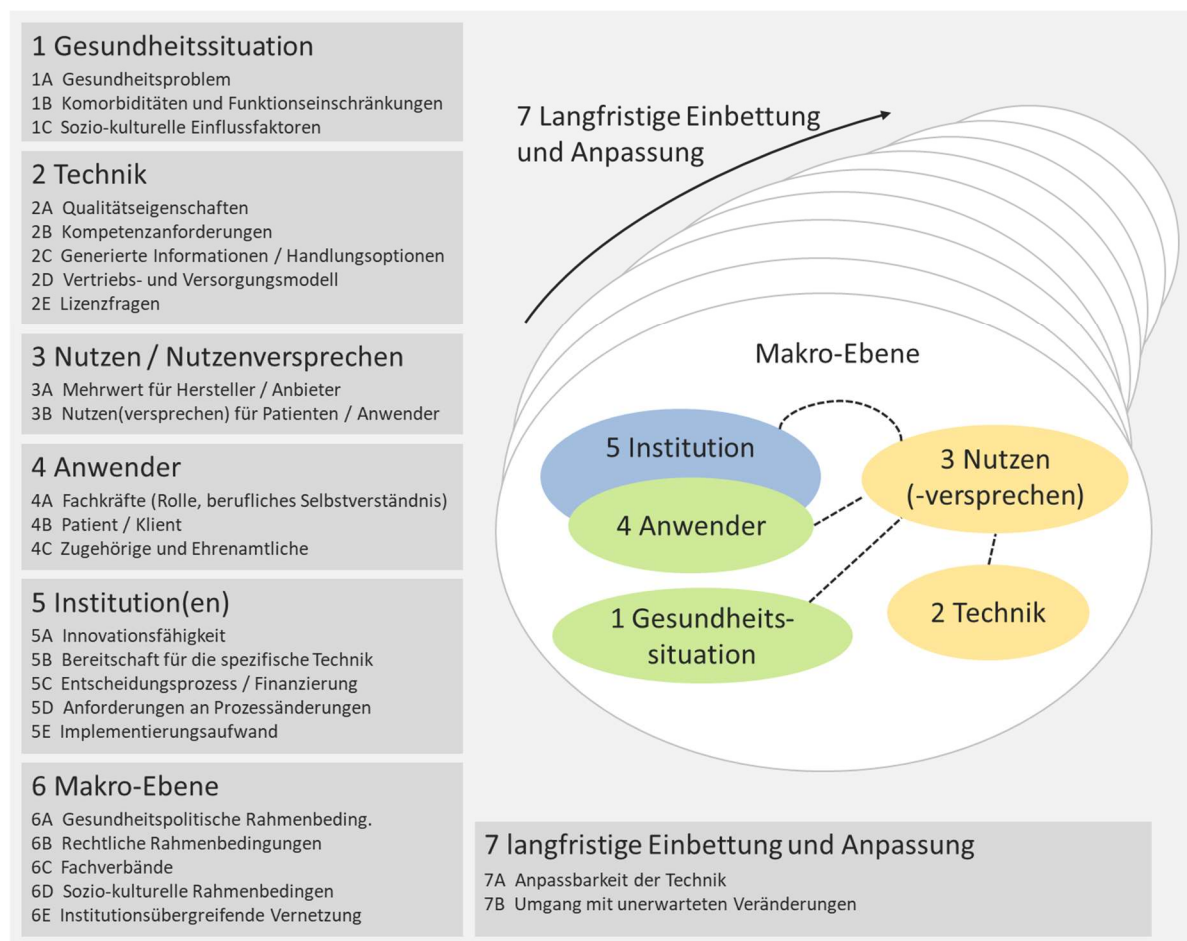 1 Gesundheitssituation
1A Gesundheitsproblem
1B Komorbiditäten und Funktionseinschränkungen
1C Sozio-kulturelle Einflussfaktoren
2 Technik
2A Qualitätseigenschaften
2B Kompetenzanforderungen
2C Generierte Informationen / Handlungsoptionen
2D Vertriebs- und Versorgungsmodell
2E Lizenzfragen
3 Nutzen / Nutzenversprechen
3A Mehrwert für Hersteller / Anbieter
3B Nutzen(versprechen) für Patienten / Anwender
4 Anwender
4A Fachkräfte (Rolle, berufliches Selbstverständnis)
4B Patient / Klient
4C Zugehörige und Ehrenamtliche
5 Institution(en)
5A Innovationsfähigkeit
5B Bereitschaft für die spezifische Technik
5C Entscheidungsprozess / Finanzierung
5D Anforderungen an Prozessänderungen
5E Implementierungsaufwand
6 Makro-Ebene
6A Gesundheitspolitische Rahmenbeding.
6B Rechtliche Rahmenbedingungen
6C Fachverbände
6D Sozio-kulturelle Rahmenbedingen
6E Institutionsübergreifende Vernetzung
7 Langfristige Einbettung
und Anpassung
Makro-Ebene
5 Institution
3 Nutzen
(-versprechen)
4 Anwender
1 Gesundheits-
situation
2 Technik
7 langfristige Einbettung und Anpassung
7A Anpassbarkeit der Technik
7B Umgang mit unerwarteten Veränderungen